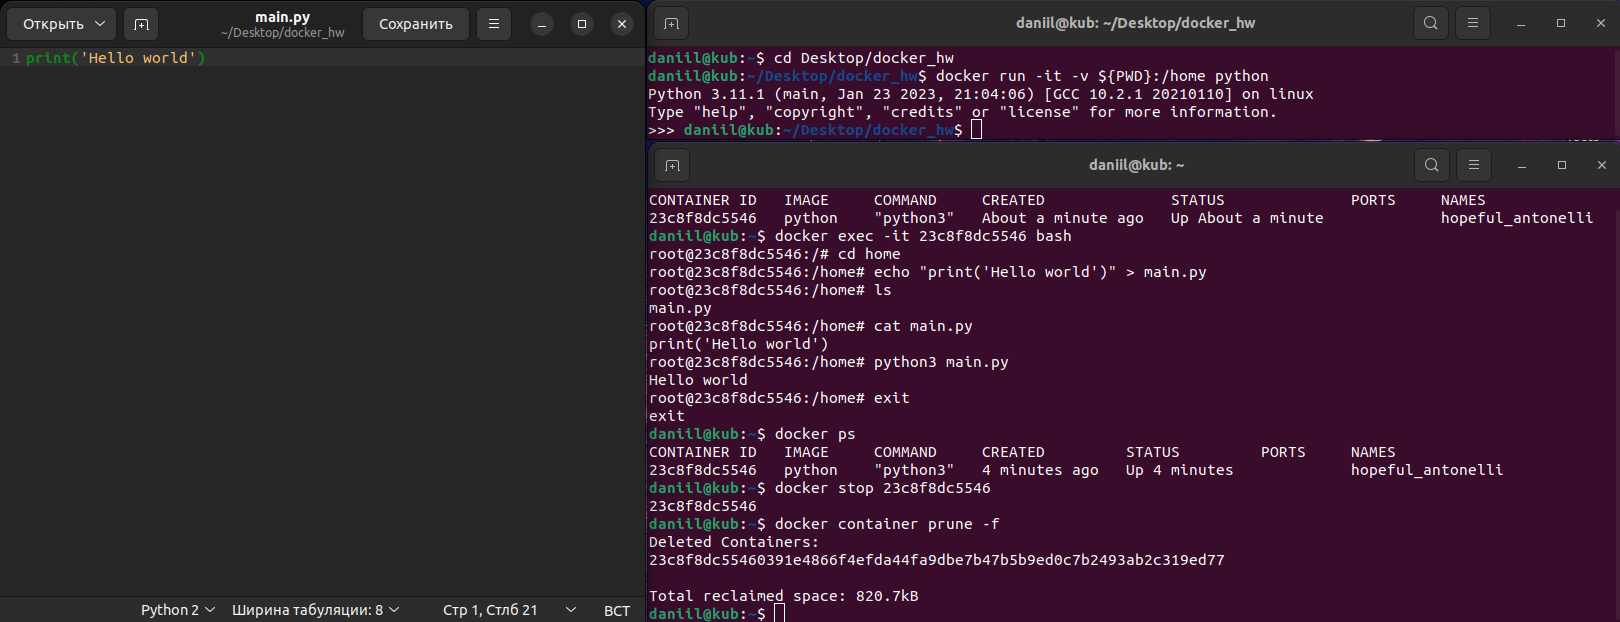 Открыть
main.py
~/Desktop/docker_hw
Сохранить
1 print('Hello world')
Python 2
Ширина табуляции: 8
Стр 1, Стлб 21
ВСТ
daniil@kub: ~/Desktop/docker_hw
daniil@kub:~$ cd Desktop/docker_hw
daniil@kub:~/Desktop/docker_hw$ docker run -it -v ${PWD}:/home python
Python 3.11.1 (main, Jan 23 2023, 21:04:06) [GCC 10.2.1 20210110] on linux
Type "help", "copyright", "credits" or "license" for more information.
>>> daniil@kub:~/Desktop/docker_hw$
daniil@kub: ~
CONTAINER ID   IMAGE     COMMAND     CREATED              STATUS              PORTS     NAMES
23c8f8dc5546   python    "python3"   About a minute ago   Up About a minute             hopeful_antonelli
daniil@kub:~$ docker exec -it 23c8f8dc5546 bash
root@23c8f8dc5546:/# cd home
root@23c8f8dc5546:/home# echo "print('Hello world')" > main.py
root@23c8f8dc5546:/home# ls
main.py
root@23c8f8dc5546:/home# cat main.py
print('Hello world')
root@23c8f8dc5546:/home# python3 main.py
Hello world
root@23c8f8dc5546:/home# exit
exit
daniil@kub:~$ docker ps
CONTAINER ID   IMAGE     COMMAND     CREATED         STATUS         PORTS     NAMES
23c8f8dc5546   python    "python3"   4 minutes ago   Up 4 minutes             hopeful_antonelli
daniil@kub:~$ docker stop 23c8f8dc5546
23c8f8dc5546
daniil@kub:~$ docker container prune -f
Deleted Containers:
23c8f8dc55460391e4866f4efda44fa9dbe7b47b5b9ed0c7b2493ab2c319ed77
Total reclaimed space: 820.7kB
daniil@kub:~$